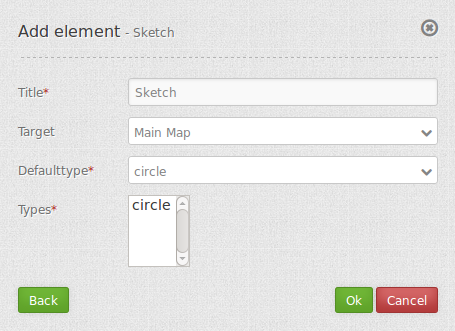 Add element - Sketch
Title* Sketch
Target Main Map
Defaulttype* circle
Types* circle
Back Ok Cancel